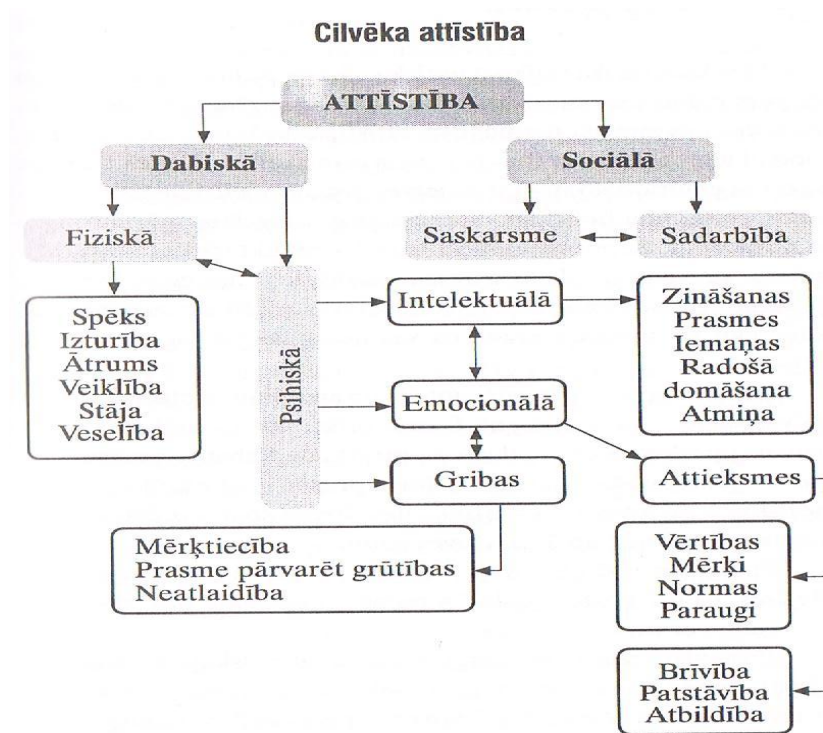 Cilvēka attīstība
ATTĪSTĪBA
Dabiskā
Sociālā
Fiziskā
Saskarsme
Sadarbība
Spēks
Izturība
Ātrums
Veiklība
Stāja
Veselība
Psihiskā
Intelektuālā
Zināšanas
Prasmes
Iemaņas
Radošā
domāšana
Atmiņa
Emocionālā
Gribas
Attieksmes
Mērķtiecība
Prasme pārvarēt grūtības
Neatlaidība
Vērtības
Mērķi
Normas
Paraugi
Brīvība
Patstāvība
Atbildība